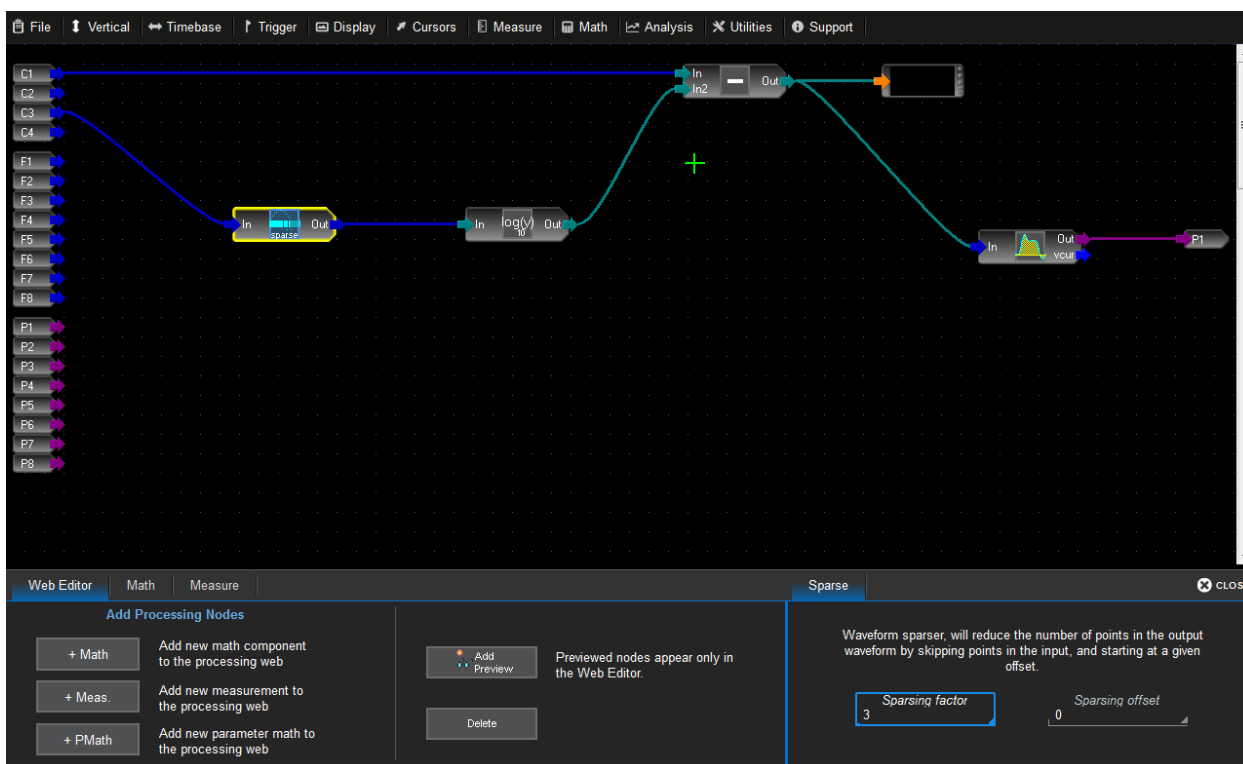 File Vertical Timebase Trigger Display Cursors Measure Math Analysis Utilities Support
C1
C2
C3
C4
F1
F2
F3
F4
F5
F6
F7
F8
P1
P2
P3
P4
P5
P6
P7
P8
In Out
In2
In Out
sparse
In log(y) Out
10
In Out
vcur
P1
Web Editor Math Measure
Add Processing Nodes
+ Math
Add new math component
to the processing web
+ Meas.
Add new measurement to
the processing web
+ PMath
Add new parameter math to
the processing web
Add
Preview
Previewed nodes appear only in
the Web Editor.
Delete
Sparse
CLOS
Waveform sparser, will reduce the number of points in the output
waveform by skipping points in the input, and starting at a given
offset.
Sparsing factor
3
Sparsing offset
0